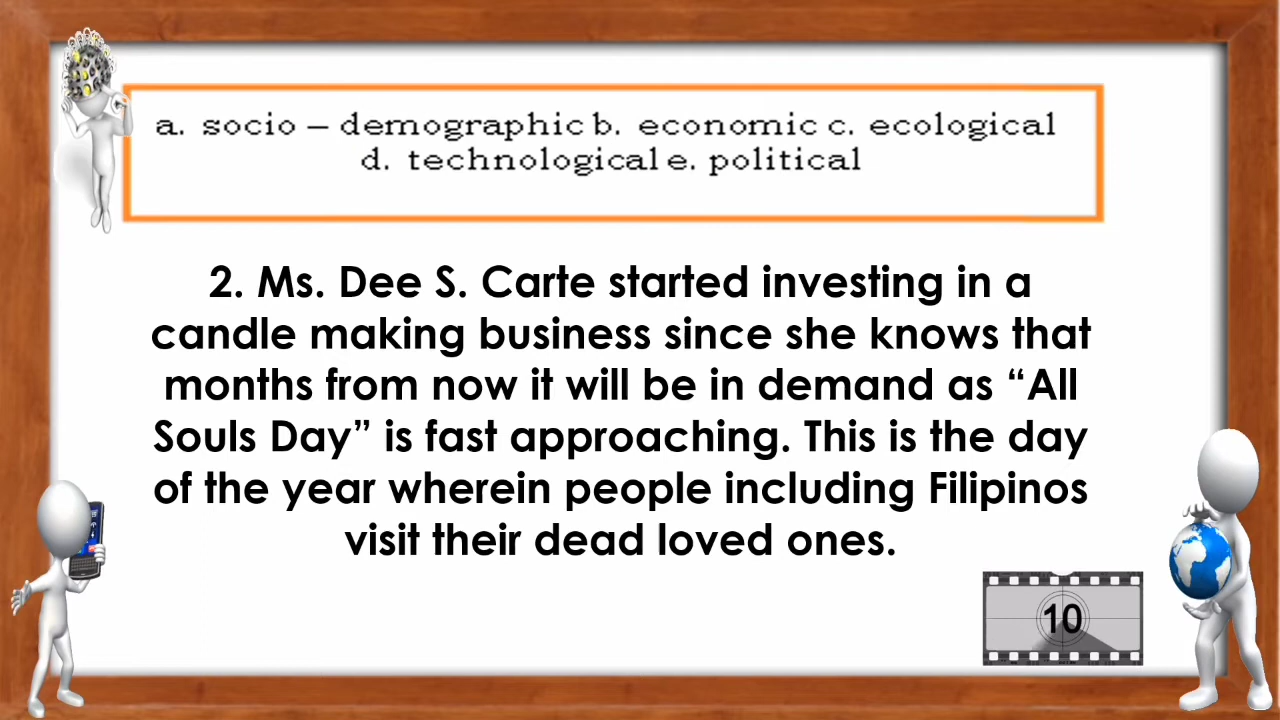 a. socio – demographic b. economic c. ecological
d. technological e. political
2. Ms. Dee S. Carte started investing in a
candle making business since she knows that
months from now it will be in demand as “All
Souls Day” is fast approaching. This is the day
of the year wherein people including Filipinos
visit their dead loved ones.
10